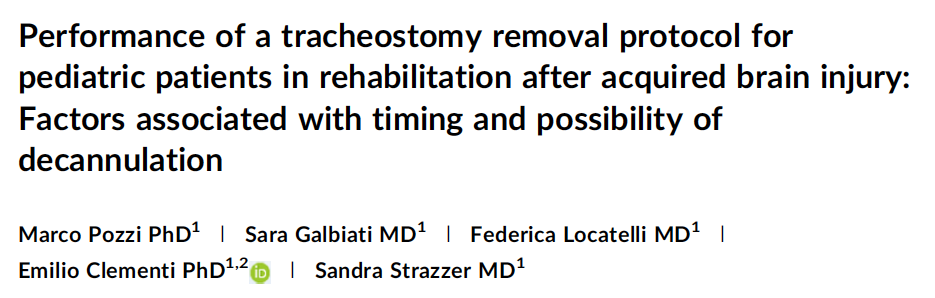 Performance of a tracheostomy removal protocol for
pediatric patients in rehabilitation after acquired brain injury:
Factors associated with timing and possibility of
decannulation
Marco Pozzi PhD1 | Sara Galbiati MD1 | Federica Locatelli MD1 |
Emilio Clementi PhD1,2 iD | Sandra Strazzer MD1